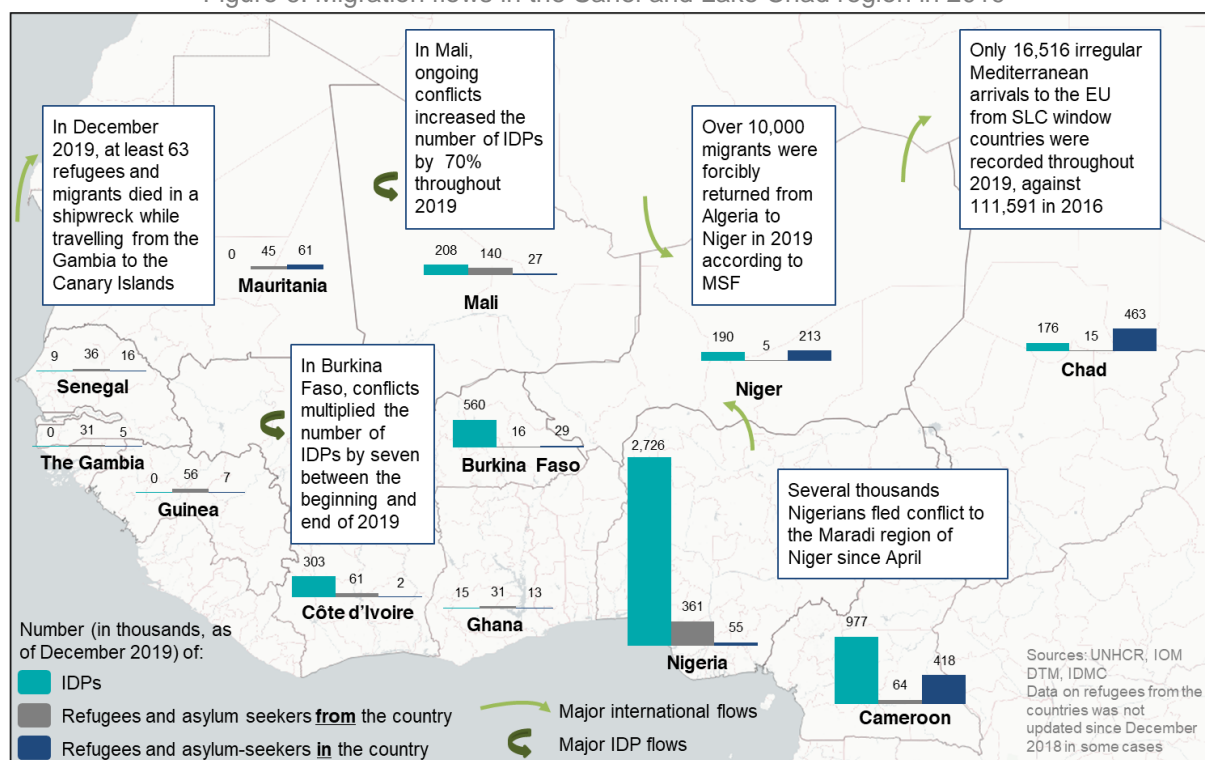 In December
2019, at least 63
refugees and
migrants died in a
shipwreck while
travelling from the
Gambia to the
Canary Islands
In Mali,
ongoing
conflicts
increased the
number of IDPs
by 70%
throughout
2019
Over 10,000
migrants were
forcibly
returned from
Algeria to
Niger in 2019
according to
MSF
Only 16,516 irregular
Mediterranean
arrivals to the EU
from SLC window
countries were
recorded throughout
2019, against
111,591 in 2016
0 45 61
Mauritania
208 140 27
Mali
190 5 213
Niger
176 15 463
Chad
9 36 16
Senegal
0 31 5
The Gambia
0 56 7
Guinea
In Burkina
Faso, conflicts
multiplied the
number of
IDPs by seven
between the
beginning and
end of 2019
560 16 29
Burkina Faso
2,726 361 55
Nigeria
Several thousands
Nigerians fled conflict to
the Maradi region of
Niger since April
303 61 2
Côte d'Ivoire
15 31 13
Ghana
977 64 418
Cameroon
Number (in thousands, as
of December 2019) of:
IDPs
Refugees and asylum seekers from the country
Refugees and asylum-seekers in the country
Major international flows
Major IDP flows
Sources: UNHCR, IOM
DTM, IDMC
Data on refugees from the
countries was not
updated since December
2018 in some cases